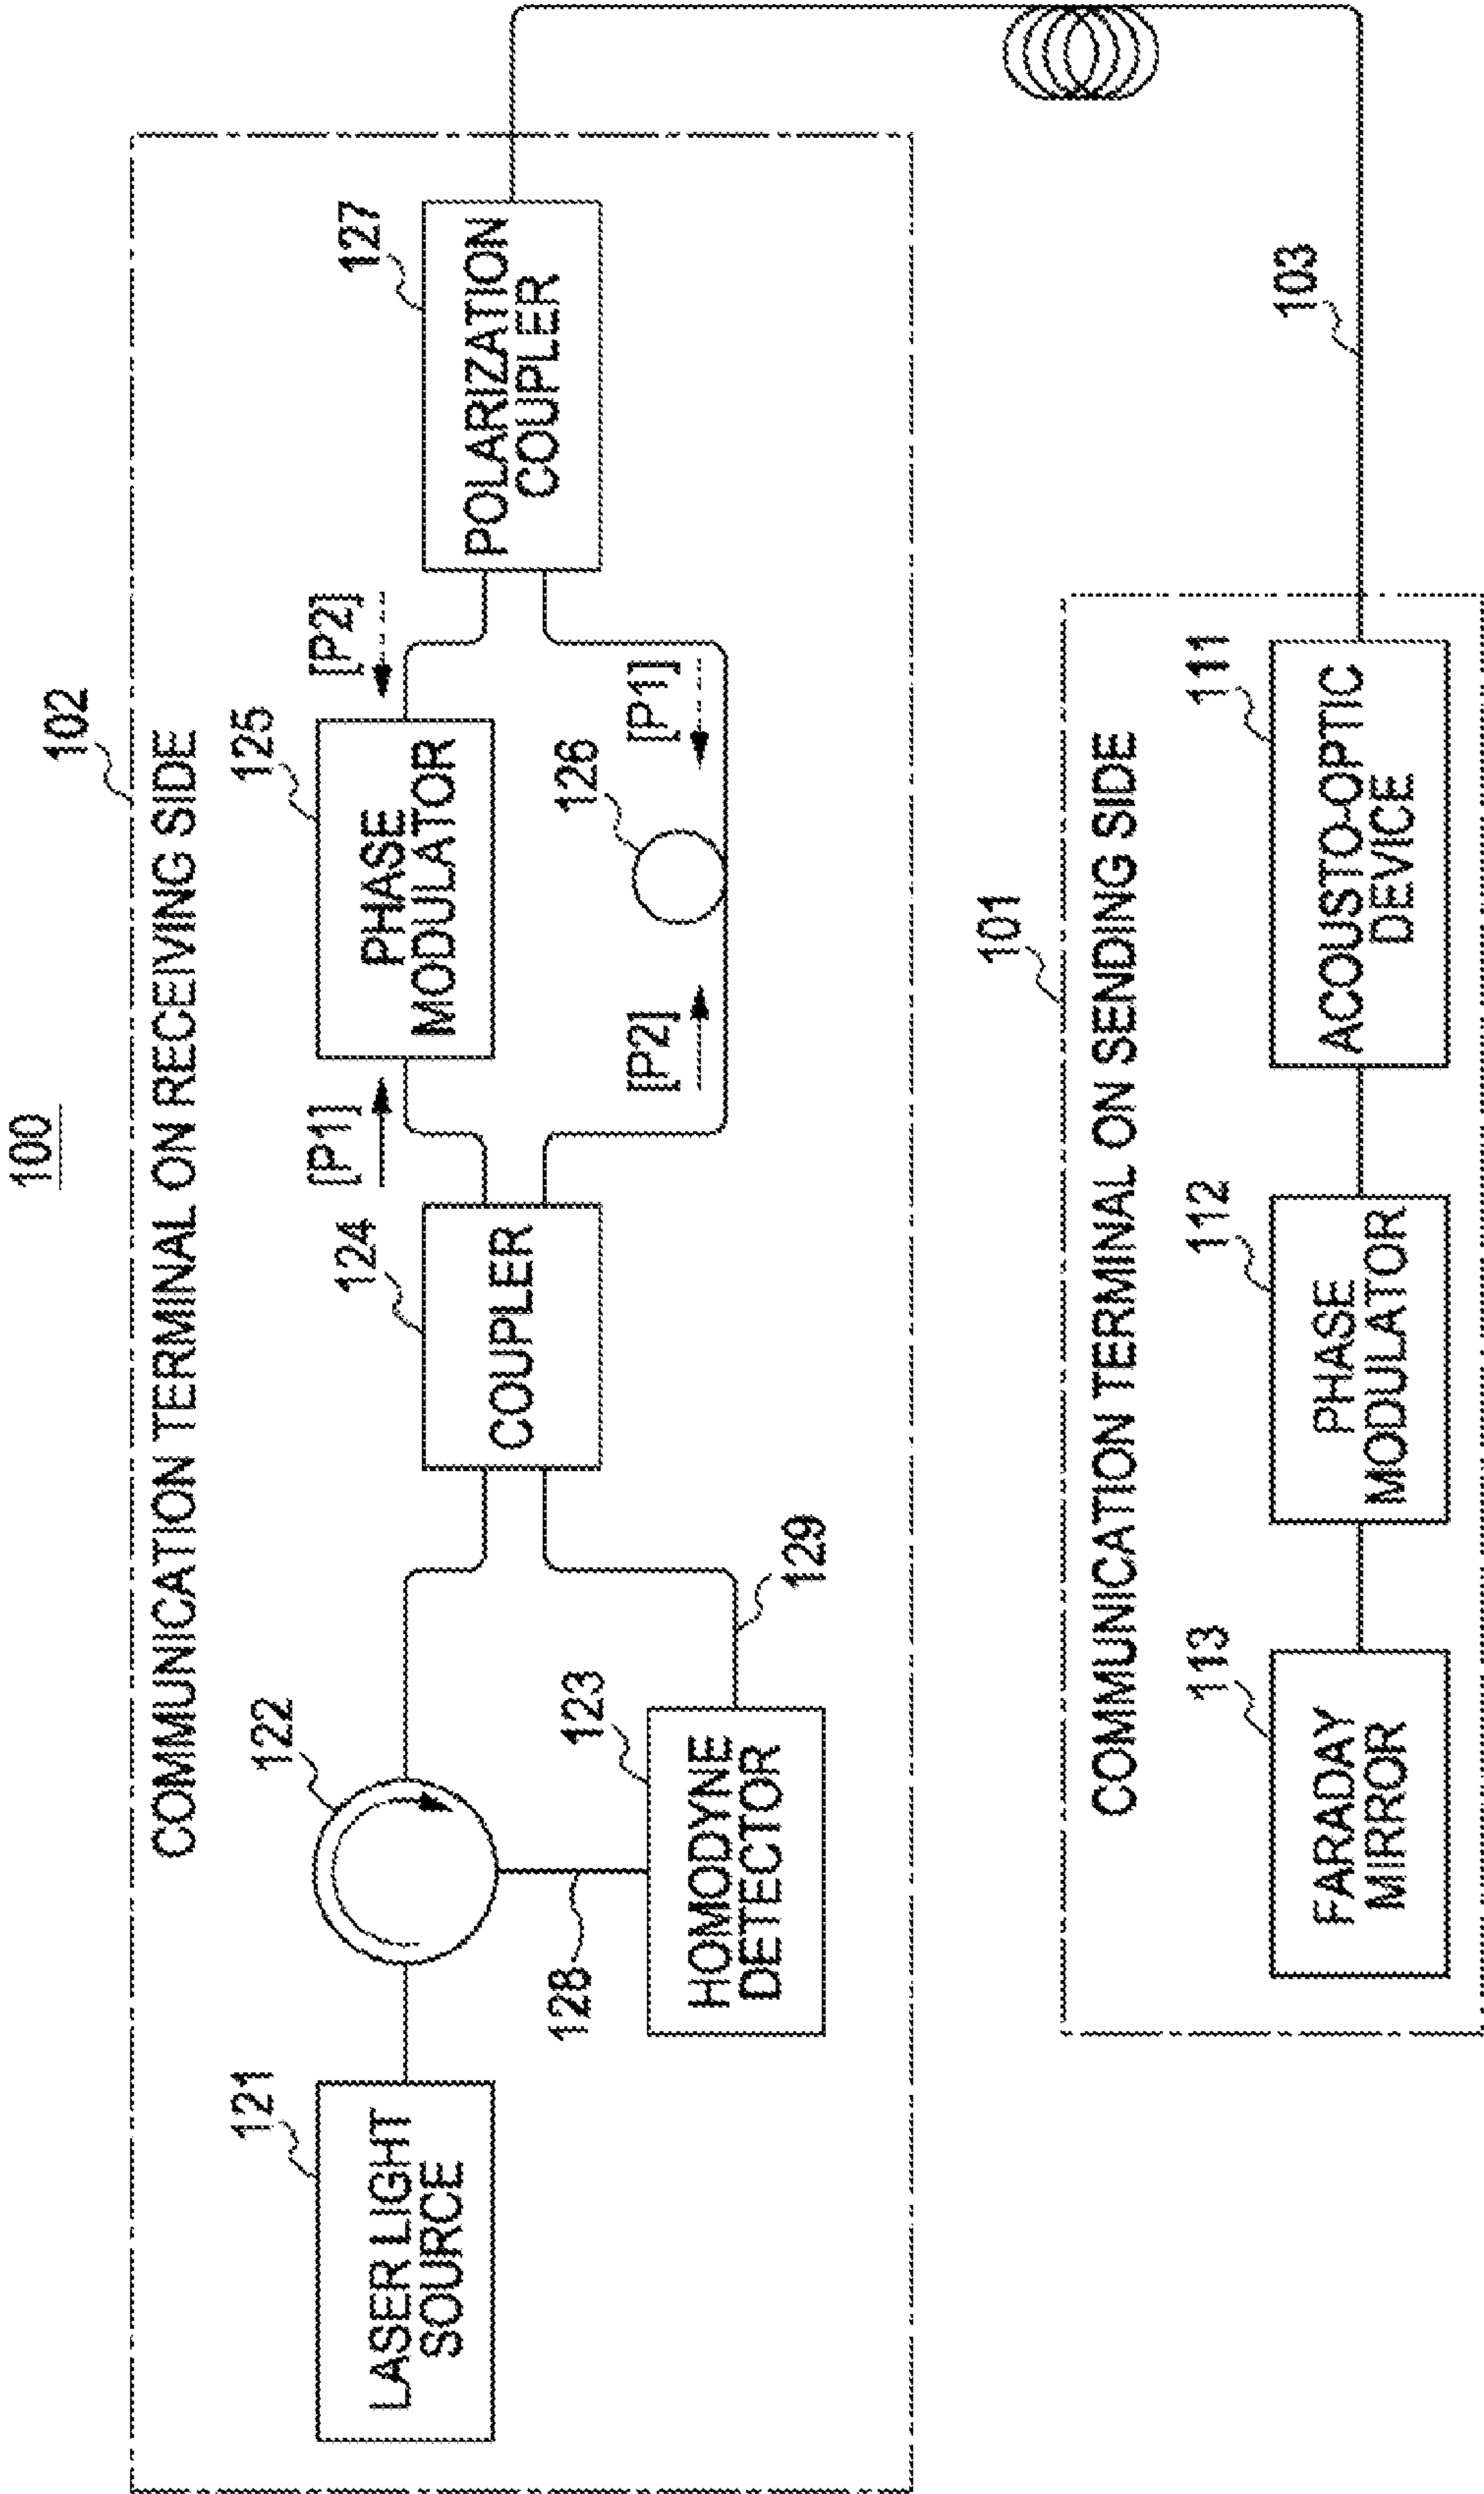 100
102
COMMUNICATION TERMINAL ON RECEIVING SIDE
121
LASER LIGHT
SOURCE
122
128
123
HOMODYNE
DETECTOR
129
124
COUPLER
[P1]
125
PHASE
MODULATOR
[P2]
[P2]
126
[P1]
127
POLARIZATION
COUPLER
103
101
COMMUNICATION TERMINAL ON SENDING SIDE
113
FARADAY
MIRROR
112
PHASE
MODULATOR
111
ACOUSTO-OPTIC
DEVICE